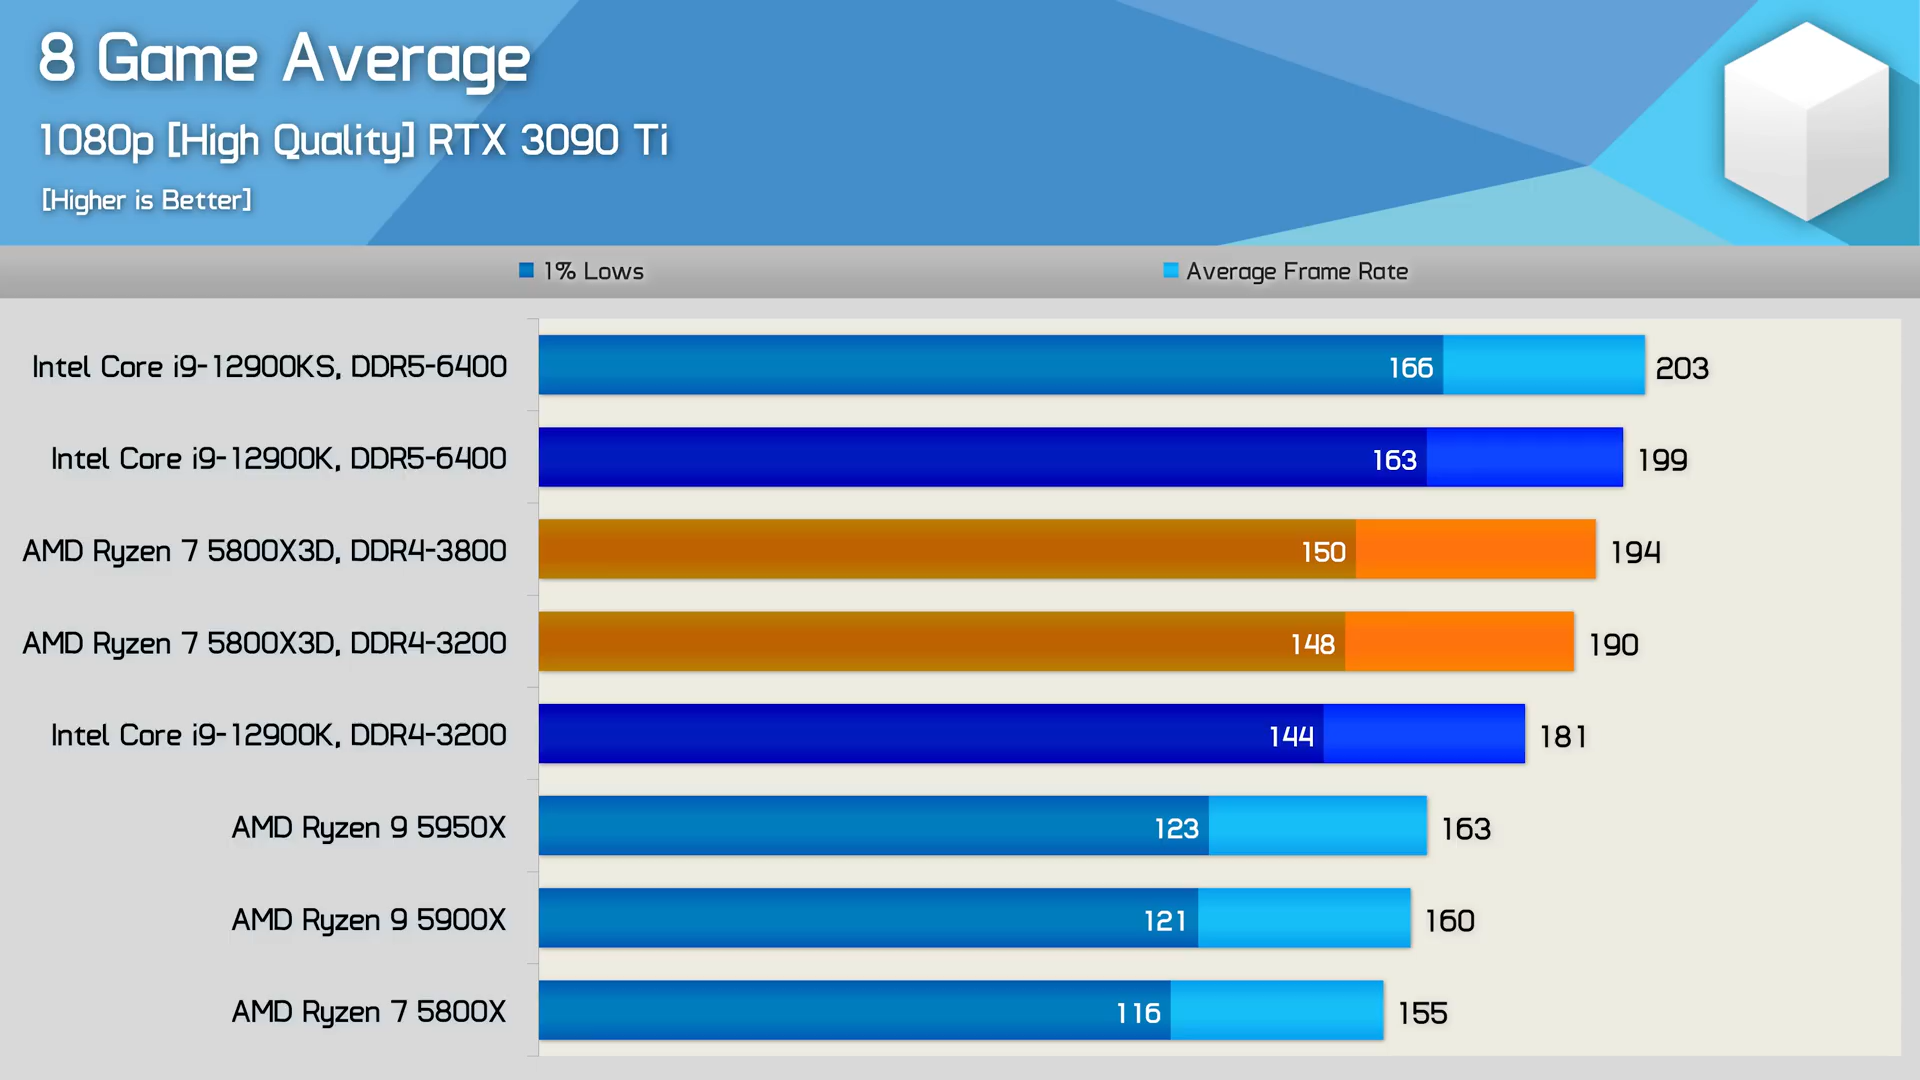 8 Game Average
1080p [High Quality] RTX 3090 Ti
[Higher is Better]
1% Lows Average Frame Rate
Intel Core i9-12900KS, DDR5-6400 166 203
Intel Core i9-12900K, DDR5-6400 163 199
AMD Ryzen 7 5800X3D, DDR4-3800 150 194
AMD Ryzen 7 5800X3D, DDR4-3200 148 190
Intel Core i9-12900K, DDR4-3200 144 181
AMD Ryzen 9 5950X 123 163
AMD Ryzen 9 5900X 121 160
AMD Ryzen 7 5800X 116 155